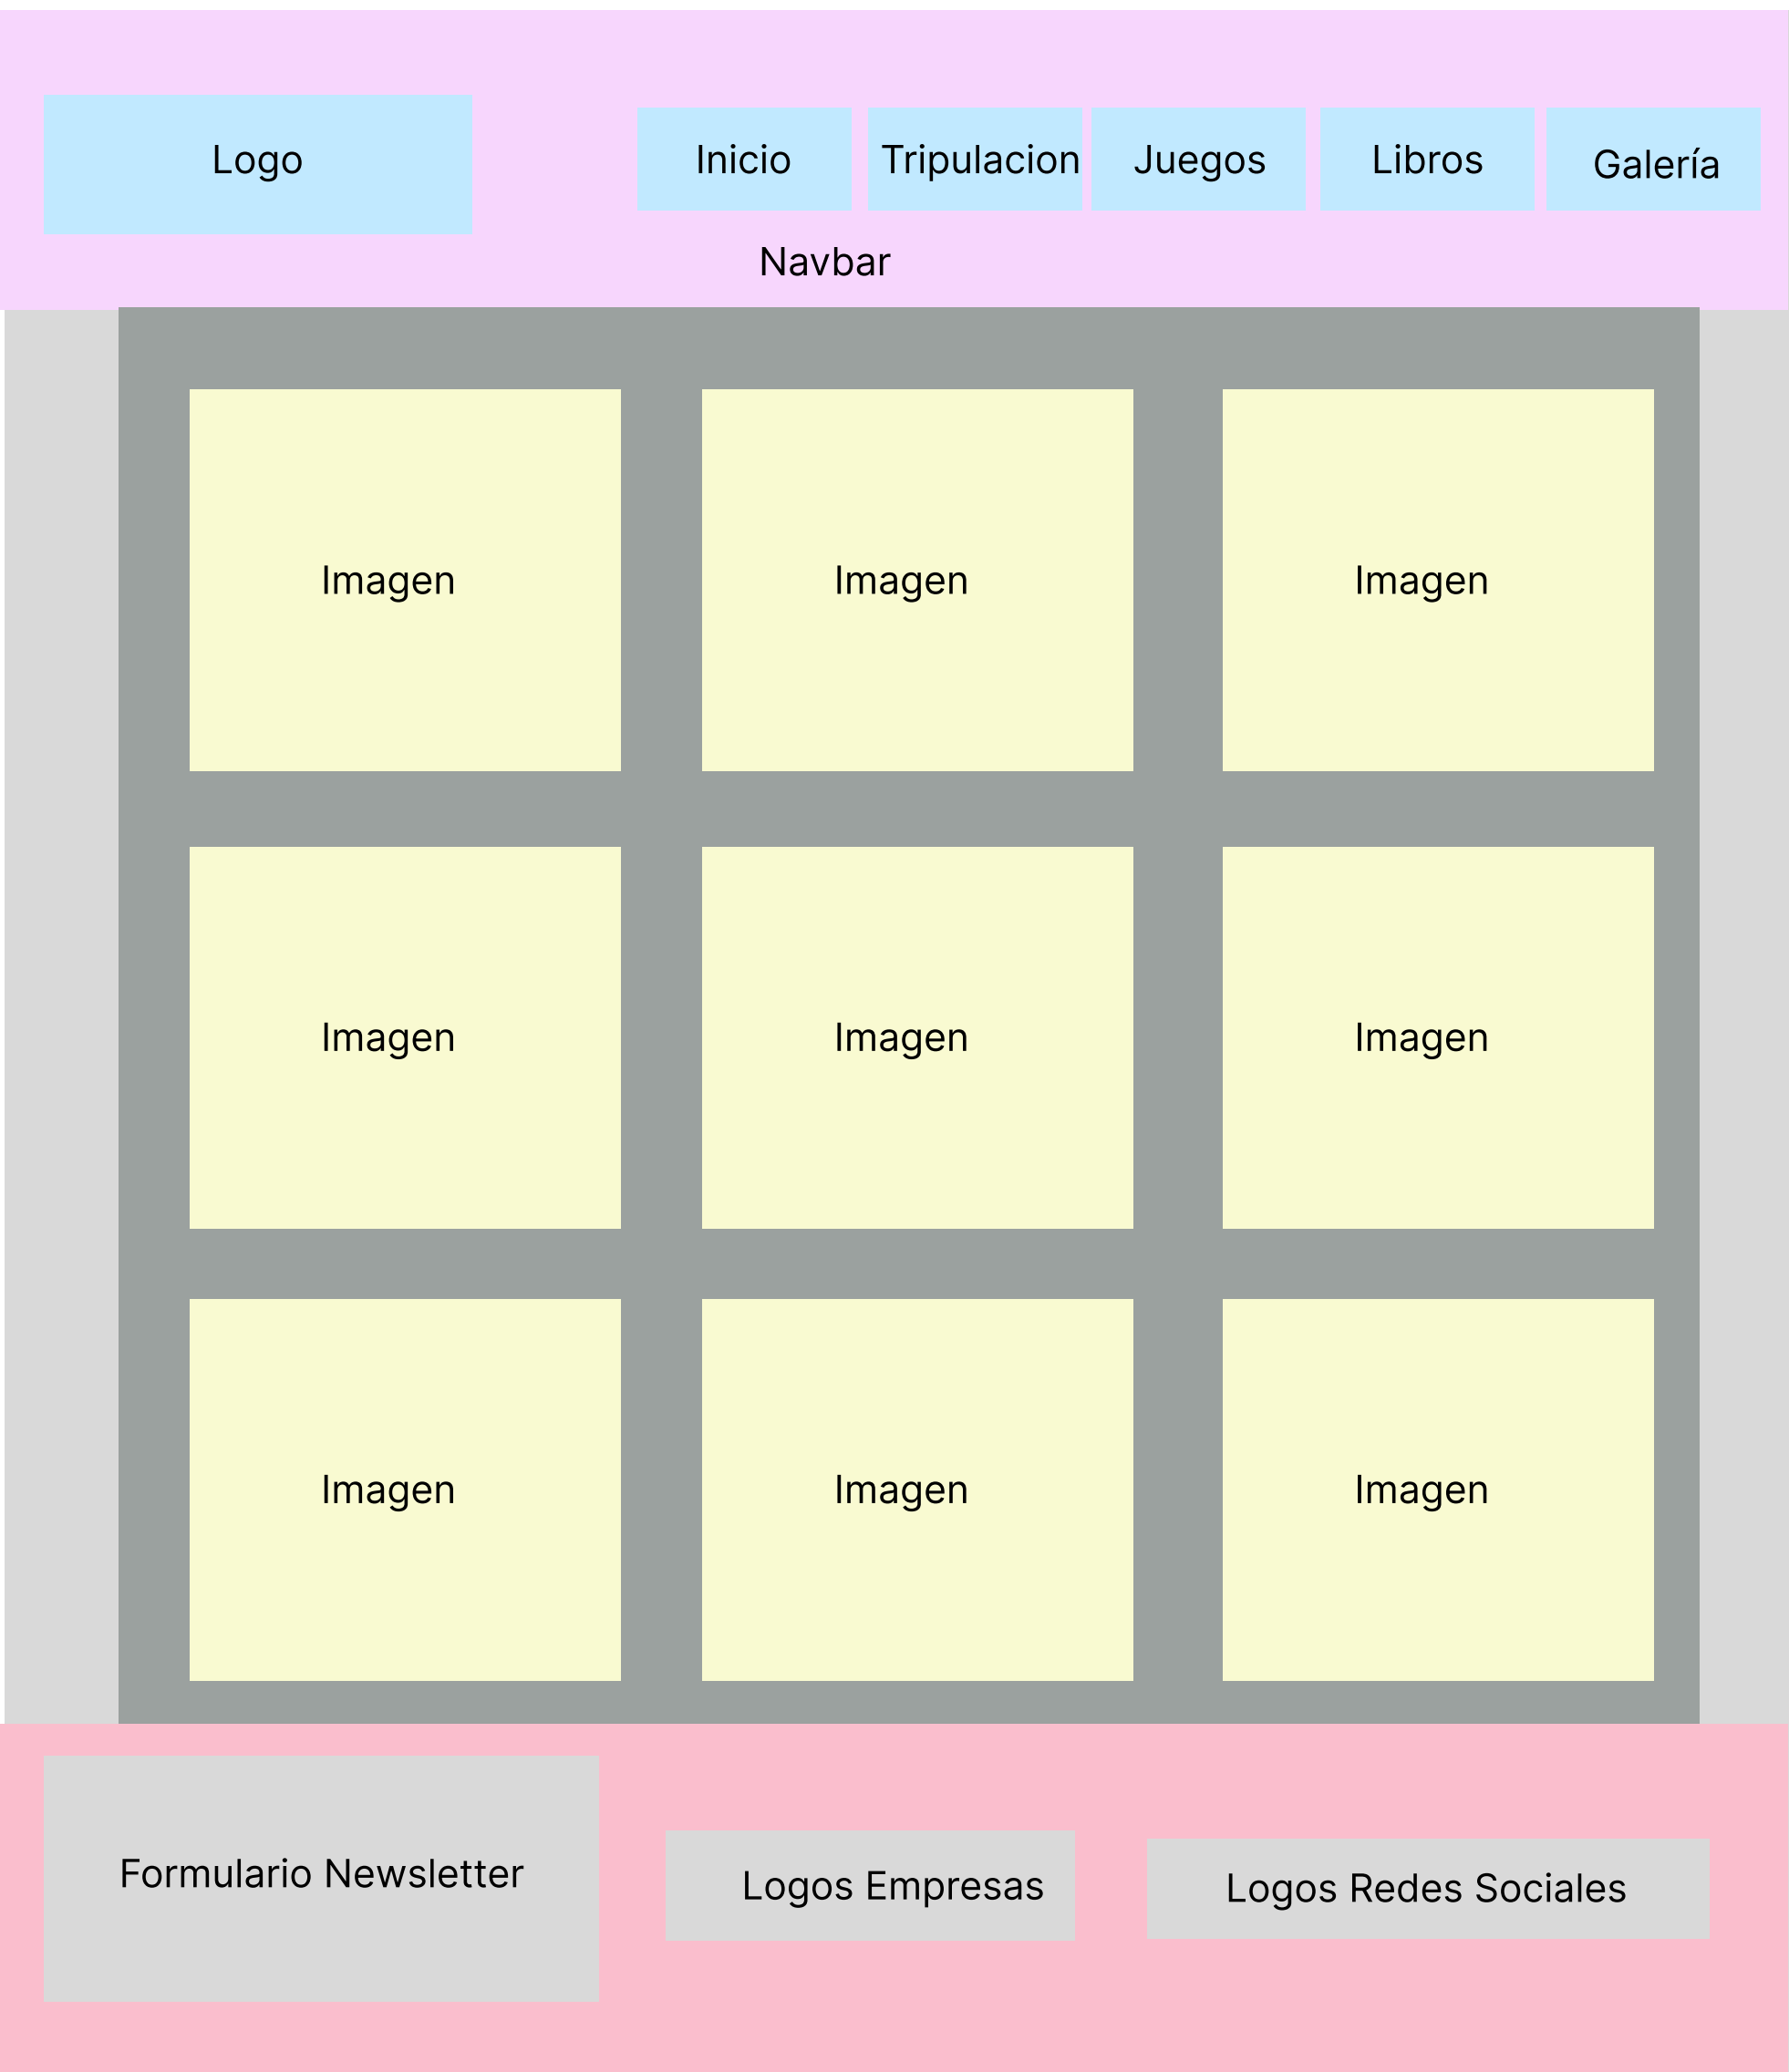 Logo
Inicio
Tripulacion
Juegos
Libros
Galería
Navbar
Imagen
Imagen
Imagen
Imagen
Imagen
Imagen
Imagen
Imagen
Imagen
Formulario Newsletter
Logos Empresas
Logos Redes Sociales